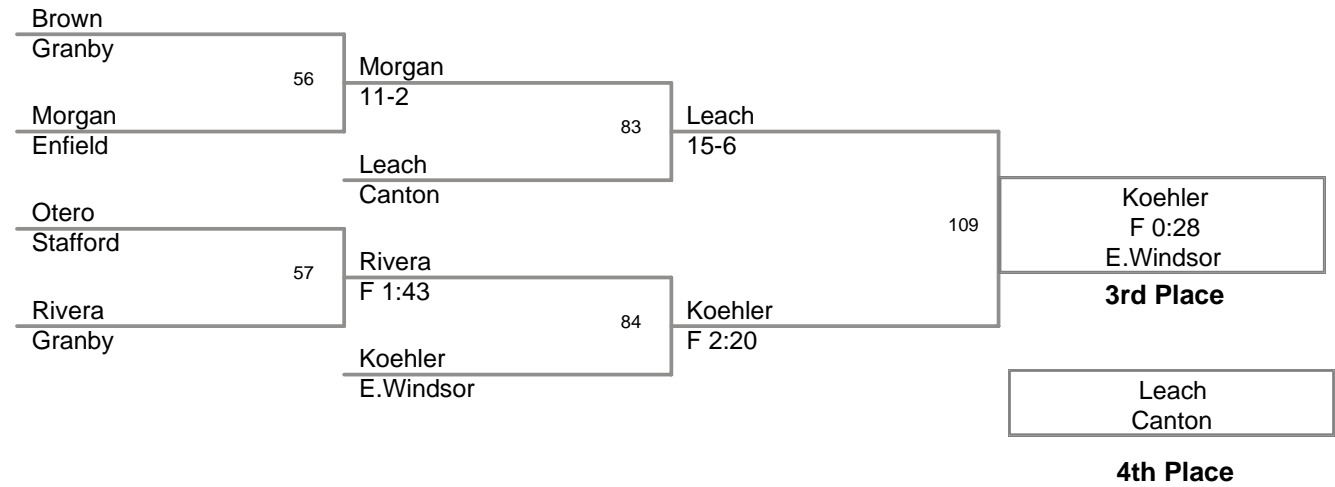 Brown
Granby
56
Morgan
11-2
Morgan
Enfield
83
Leach
15-6
Leach
Canton
Otero
Stafford
57
Rivera
F 1:43
Rivera
Granby
84
Koehler
F 2:20
Koehler
E.Windsor
109
Koehler
F 0:28
E.Windsor
3rd Place
Leach
Canton
4th Place